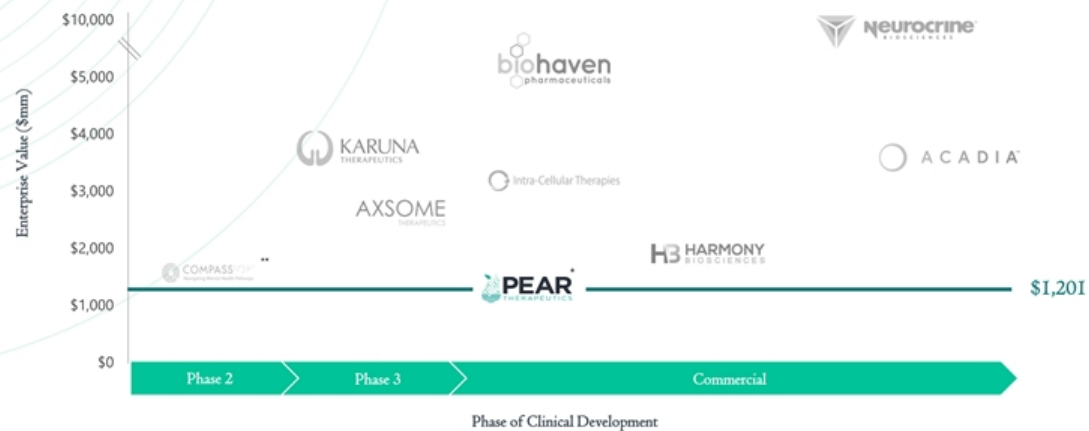 $10,000
NEUROCRINE
BIOSCIENCES
biohaven
pharmaceuticals
$5,000
Enterprise Value ($mm)
$4,000
KARUNA
THERAPEUTICS
ACADIA
$3,000
Intra-Cellular Therapies
AXSOME
THERAPEUTICS
$2,000
HARMONY
BIOSCIENCES
COMPASS
**
PEAR*
THERAPEUTICS
$1,201
$1,000
$0
Phase 2
Phase 3
Commercial
Phase of Clinical Development